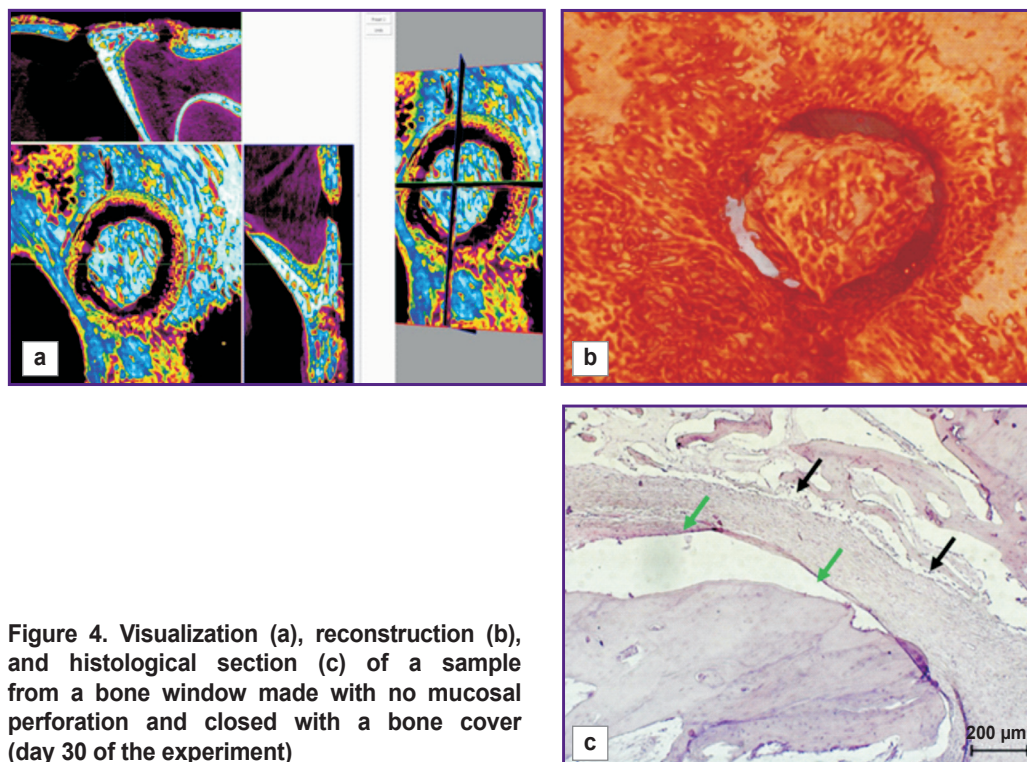 a
b
c
200 µm
Figure 4. Visualization (a), reconstruction (b),
and histological section (c) of a sample
from a bone window made with no mucosal
perforation and closed with a bone cover
(day 30 of the experiment)